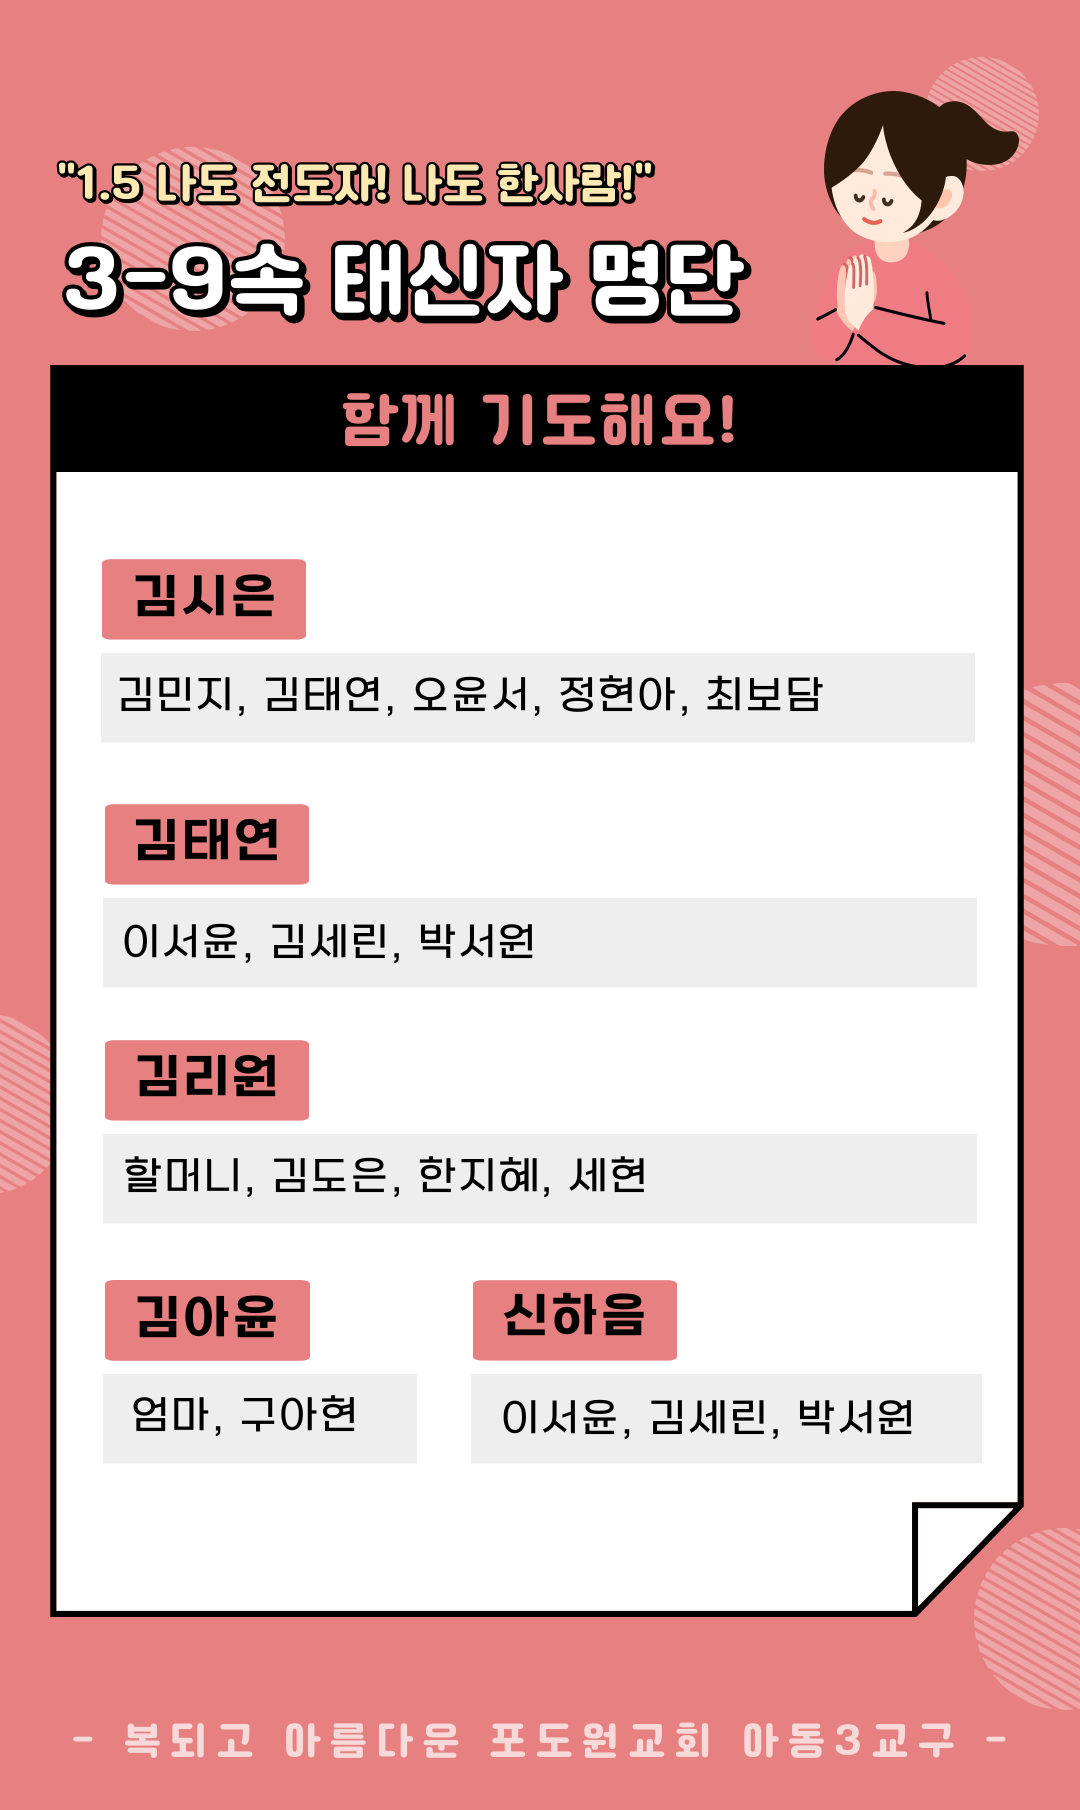 "1.5 나도 전도자! 나도 한사람!"
3-9속 태신자 명단
함께 기도해요!
김시은
김민지, 김태연, 오윤서, 정현아, 최보담
김태연
이서윤, 김세린, 박서원
김리원
할머니, 김도은, 한지혜, 세현
김아윤
엄마, 구아현
신하음
이서윤, 김세린, 박서원
- 복되고 아름다운 포도원교회 아동3교구 -